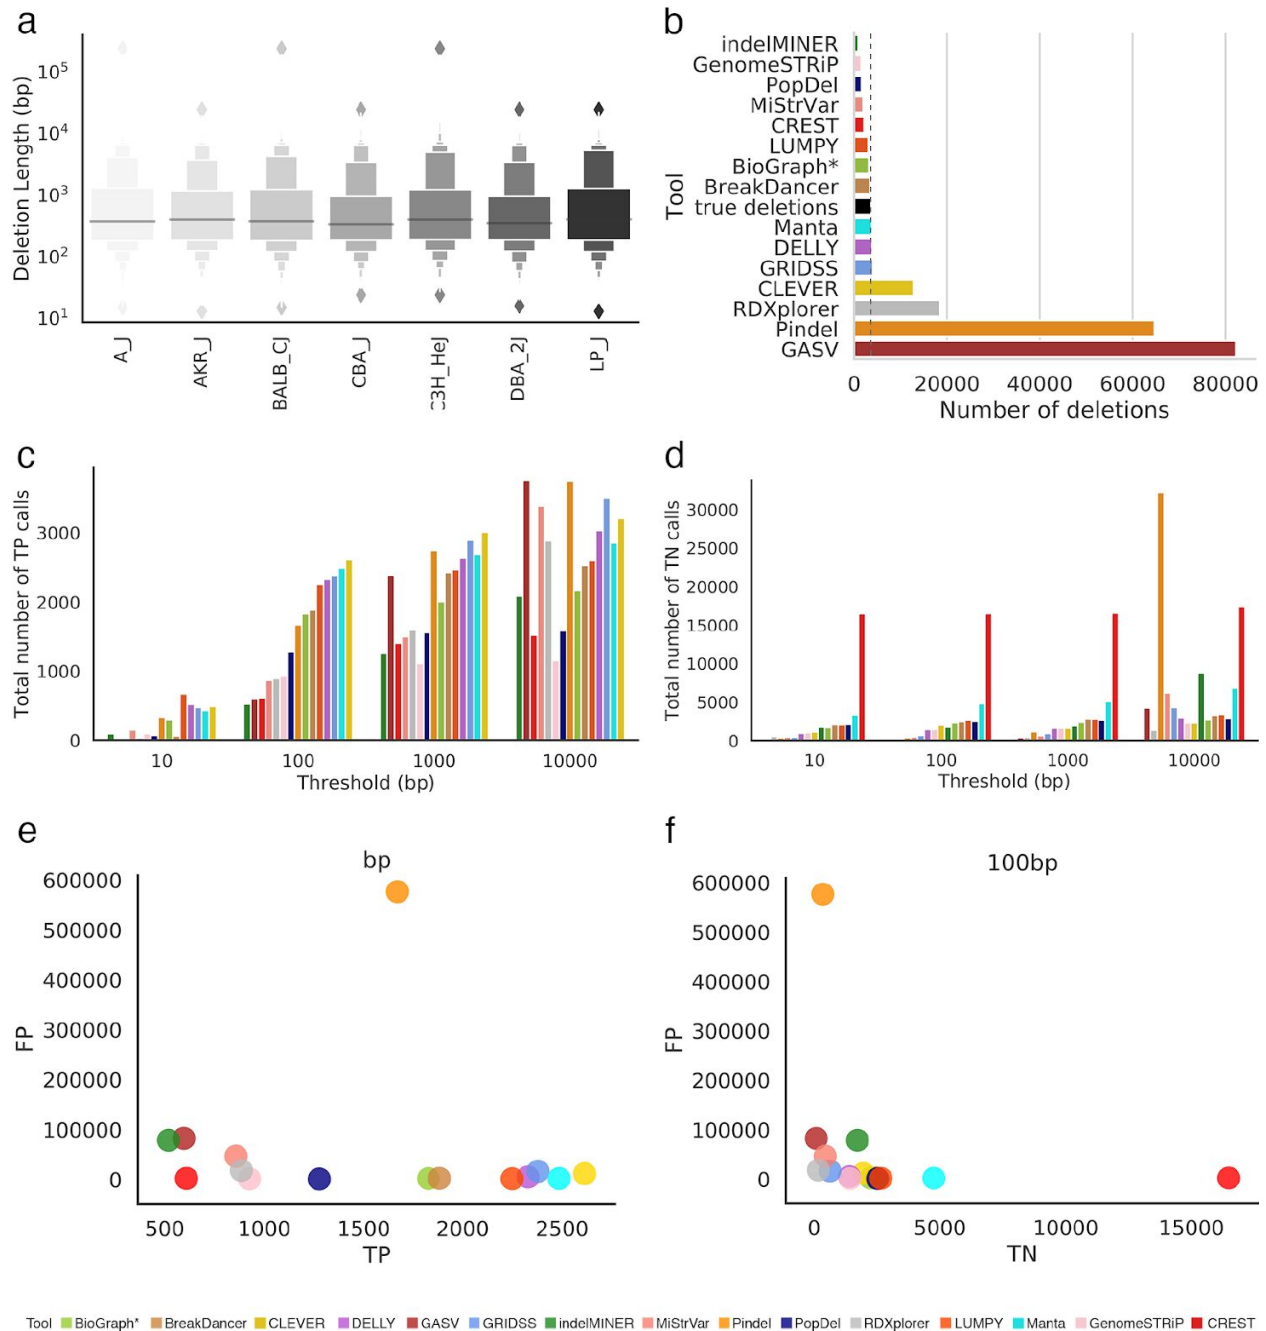 a
Deletion Length (bp)
10^5
10^4
10^3
10^2
10^1
A_J
AKR_J
BALB_CJ
CBA_J
C3H_HeJ
DBA_2J
LP_J
b
Tool
indelMINER
GenomeSTRiP
PopDel
MiStrVar
CREST
LUMPY
BioGraph*
BreakDancer
true deletions
Manta
DELLY
GRIDSS
CLEVER
RDXplorer
Pindel
GASV
0 20000 40000 60000 80000
Number of deletions
c
Total number of TP calls
3000
2000
1000
0
10 100 1000 10000
Threshold (bp)
d
Total number of TN calls
30000
25000
20000
15000
10000
5000
0
10 100 1000 10000
Threshold (bp)
e
bp
FP
600000
500000
400000
300000
200000
100000
0
500 1000 1500 2000 2500
TP
f
100bp
FP
600000
500000
400000
300000
200000
100000
0
0 5000 10000 15000
TN
Tool BioGraph* BreakDancer CLEVER DELLY GASV GRIDSS indelMINER MiStrVar Pindel PopDel RDXplorer LUMPY Manta GenomeSTRiP CREST